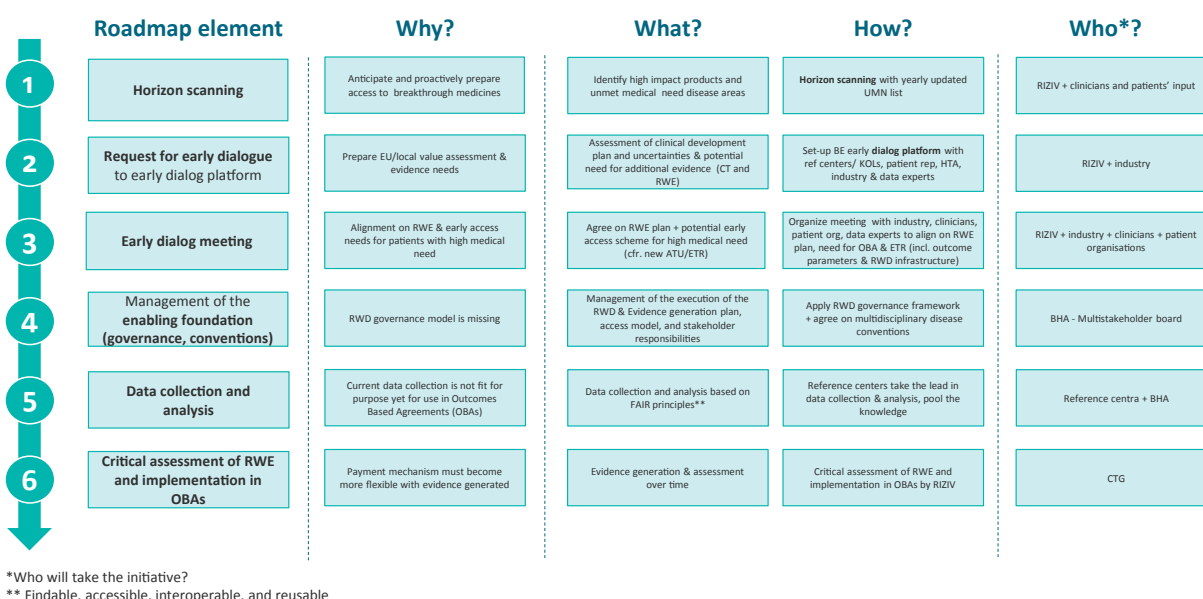 Roadmap element
Why?
What?
How?
Who*?
1
Horizon scanning
Anticipate and proactively prepare
access to breakthrough medicines
Identify high impact products and
unmet medical need disease areas
Horizon scanning with yearly updated
UMN list
RIZIV + clinicians and patients' input
2
Request for early dialogue
to early dialog platform
Prepare EU/local value assessment &
evidence needs
Assessment of clinical development
plan and uncertainties & potential
need for additional evidence (CT and
RWE)
Set-up BE early dialog platform with
ref centers/ KOLs, patient rep, HTA,
industry & data experts
RIZIV + industry
3
Early dialog meeting
Alignment on RWE & early access
needs for patients with high medical
need
Agree on RWE plan + potential early
access scheme for high medical need
(cfr. new ATU/ETR)
Organize meeting with industry, clinicians,
patient org, data experts to align on RWE
plan, need for OBA & ETR (incl. outcome
parameters & RWD infrastructure)
RIZIV + industry + clinicians + patient
organisations
4
Management of the
enabling foundation
(governance, conventions)
RWD governance model is missing
Management of the execution of the
RWD & Evidence generation plan,
access model, and stakeholder
responsibilities
Apply RWD governance framework
+ agree on multidisciplinary disease
conventions
BHA - Multistakeholder board
5
Data collection and
analysis
Current data collection is not fit for
purpose yet for use in Outcomes
Based Agreements (OBAs)
Data collection and analysis based on
FAIR principles**
Reference centers take the lead in
data collection & analysis, pool the
knowledge
Reference centra + BHA
6
Critical assessment of RWE
and implementation in
OBAs
Payment mechanism must become
more flexible with evidence generated
Evidence generation & assessment
over time
Critical assessment of RWE and
implementation in OBAs by RIZIV
CTG
*Who will take the initiative?
** Findable, accessible, interoperable, and reusable